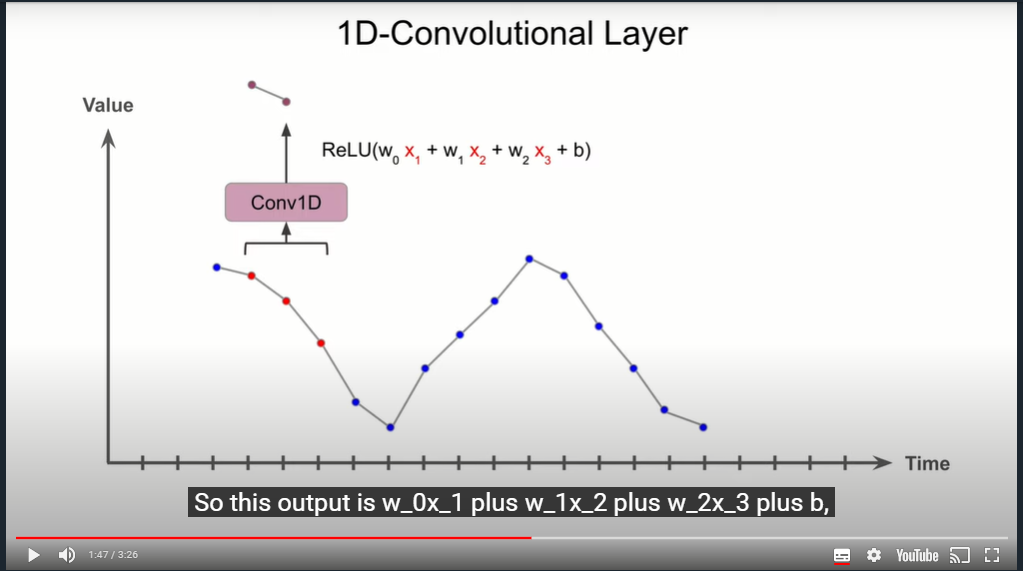 1D-Convolutional Layer
Value
ReLU(w₀ x₁ + w₁ x₂ + w₂ x₃ + b)
Conv1D
Time
So this output is w_0x_1 plus w_1x_2 plus w_2x_3 plus b,
1:47 / 3:26
YouTube